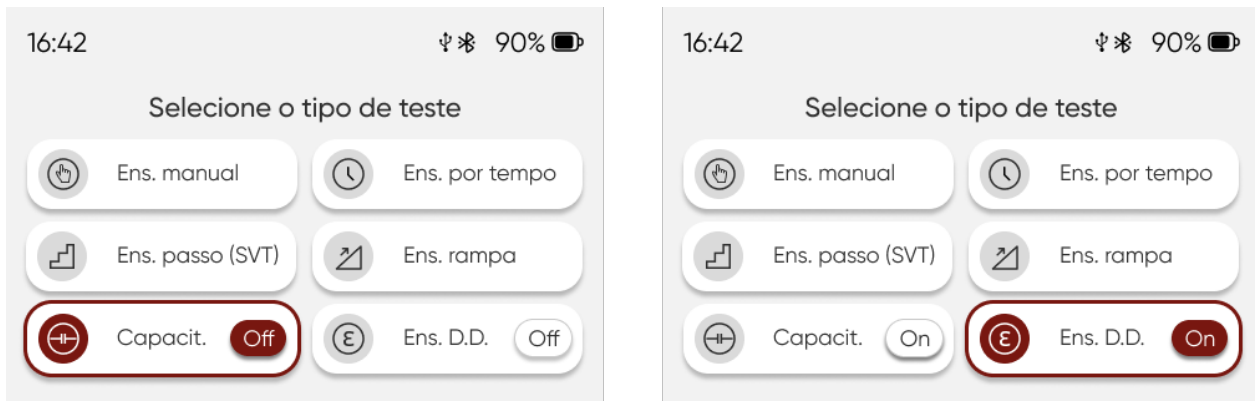 16:42 90%
Selecione o tipo de teste
Ens. manual Ens. por tempo
Ens. passo (SVT) Ens. rampa
Capacit. Off Ɛ Ens. D.D. Off
16:42 90%
Selecione o tipo de teste
Ens. manual Ens. por tempo
Ens. passo (SVT) Ens. rampa
Capacit. On Ɛ Ens. D.D. On